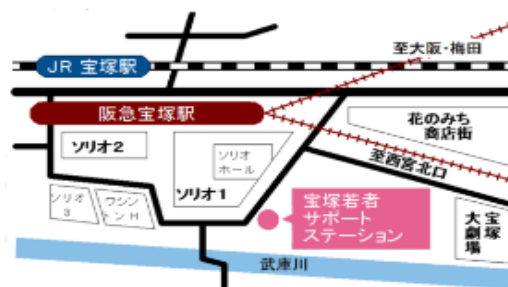 至大阪・梅田
JR 宝塚駅
阪急宝塚駅
花のみち
商店街
ソリオ2
ソリオ
ホール
至西宮北口
ソリオ1
ソリオ
3
ワシン
トンH
宝塚若者
サポート
ステーション
宝塚
大劇場
武庫川